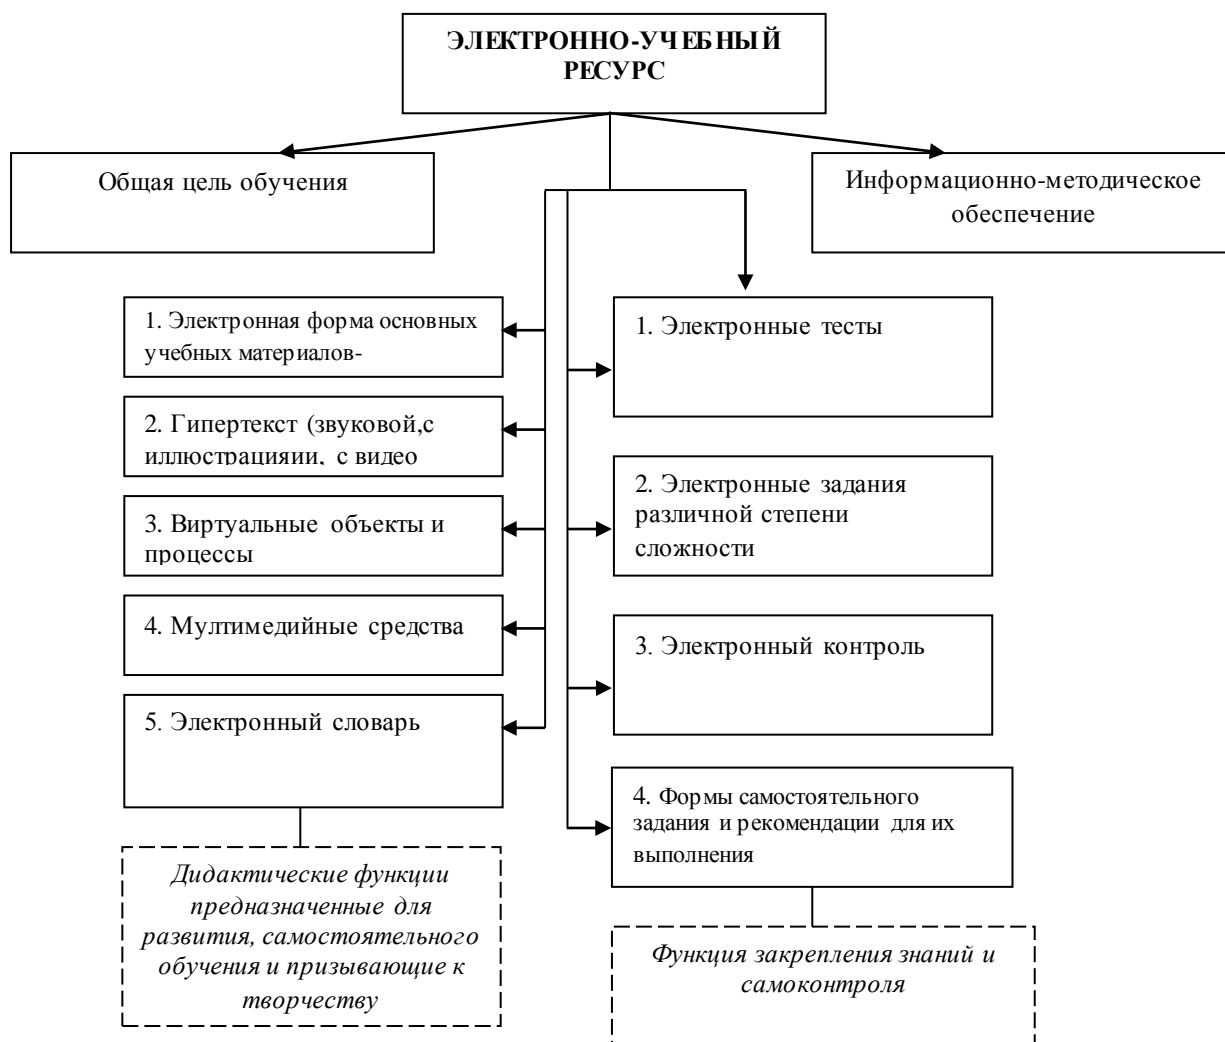 ЭЛЕКТРОННО-УЧЕБНЫЙ
РЕСУРС
Общая цель обучения
Информационно-методическое
обеспечение
1. Электронная форма основных
учебных материалов-
2. Гипертекст (звуковой,с
иллюстрацияии, с видео
3. Виртуальные объекты и
процессы
4. Мултимедийные средства
5. Электронный словарь
Дидактические функции
предназначенные для
развития, самостоятельного
обучения и призывающие к
творчеству
1. Электронные тесты
2. Электронные задания
различной степени
сложности
3. Электронный контроль
4. Формы самостоятельного
задания и рекомендации для их
выполнения
Функция закрепления знаний и
самоконтроля